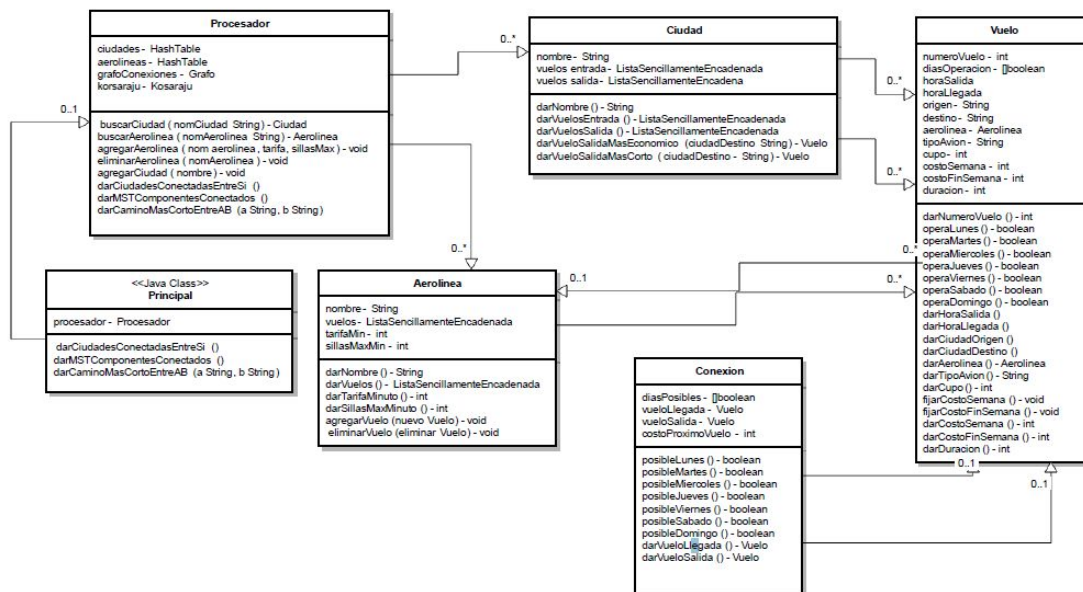 Procesador
ciudades - HashTable
aerolineas - HashTable
grafoConexiones - Grafo
korsaraju - Kosaraju
buscarCiudad ( nomCiudad String) - Ciudad
buscarAerolinea ( nomAerolinea String) - Aerolinea
agregarAerolinea ( nom aerolinea, tarifa, sillasMax ) - void
eliminarAerolinea ( nomAerolinea ) - void
agregarCiudad ( nombre) - void
darCiudadesConectadasEntreSi ()
darMSTComponentesConectados ()
darCaminoMasCortoEntreAB (a String, b String)
0..*
0..1
0..*
Ciudad
nombre - String
vuelos entrada - ListaSencillamenteEncadenada
vuelos salida - ListaSencillamenteEncadena
darNombre () - String
darVuelosEntrada () - ListaSencillamenteEncadenada
darVuelosSalida () - ListaSencillamenteEncadenada
darVueloSalidaMasEconomico (ciudadDestino String) - Vuelo
darVueloSalidaMasCorto ( ciudadDestino - String) - Vuelo
0..*
0..*
Vuelo
numeroVuelo - int
diasOperacion - []boolean
horaSalida
horaLlegada
origen - String
destino - String
aerolinea - Aerolinea
tipoAvion - String
cupo - int
costoSemana - int
costoFinSemana - int
duracion - int
darNumeroVuelo () - int
operaLunes () - boolean
operaMartes () - boolean
operaMiercoles () - boolean
operaJueves () - boolean
operaViernes () - boolean
operaSabado () - boolean
operaDomingo () - boolean
darHoraSalida ()
darHoraLlegada ()
darCiudadOrigen ()
darCiudadDestino ()
darAerolinea () - Aerolinea
darTipoAvion () - String
darCupo () - int
fijarCostoSemana () - void
fijarCostoFinSemana () - void
darCostoSemana () - int
darCostoFinSemana () - int
darDuracion () - int
0..*
0..1
0..*
<<Java Class>>
Principal
procesador - Procesador
darCiudadesConectadasEntreSi ()
darMSTComponentesConectados ()
darCaminoMasCortoEntreAB (a String, b String)
Aerolinea
nombre - String
vuelos - ListaSencillamenteEncadenada
tarifaMin - int
sillasMaxMin - int
darNombre () - String
darVuelos () - ListaSencillamenteEncadenada
darTarifaMinuto () - int
darSillasMaxMinuto () - int
agregarVuelo (nuevo Vuelo) - void
eliminarVuelo (eliminar Vuelo) - void
Conexion
diasPosibles - []boolean
vueloLlegada - Vuelo
vueloSalida - Vuelo
costoProximoVuelo - int
posibleLunes () - boolean
posibleMartes () - boolean
posibleMiercoles () - boolean
posibleJueves () - boolean
posibleViernes () - boolean
posibleSabado () - boolean
posibleDomingo () - boolean
darVueloLlegada () - Vuelo
darVueloSalida () - Vuelo
0..1
0..1